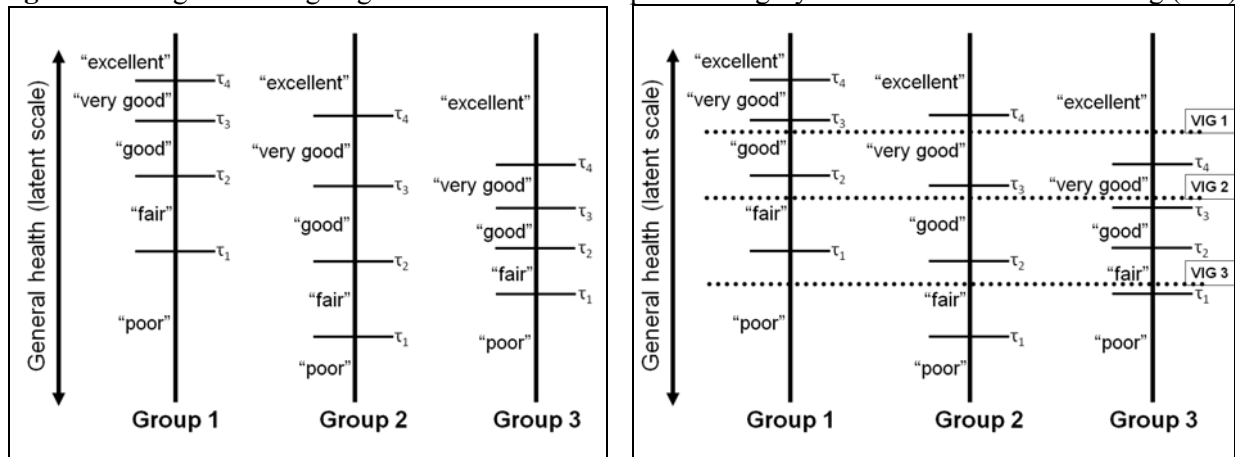 General health (latent scale)
“excellent”
τ4
“very good”
τ3
“good”
τ2
“fair”
τ1
“poor”
Group 1
“excellent”
τ4
“very good”
τ3
“good”
τ2
“fair”
τ1
“poor”
Group 2
“excellent”
τ4
“very good”
τ3
“good”
τ2
“fair”
τ1
“poor”
Group 3
General health (latent scale)
“excellent”
τ4
“very good”
τ3
“good”
τ2
“fair”
τ1
“poor”
Group 1
“excellent”
τ4
“very good”
τ3
“good”
τ2
“fair”
τ1
“poor”
Group 2
“excellent”
VIG 1
τ4
“very good”
VIG 2
τ3
“good”
τ2
“fair”
VIG 3
τ1
“poor”
Group 3